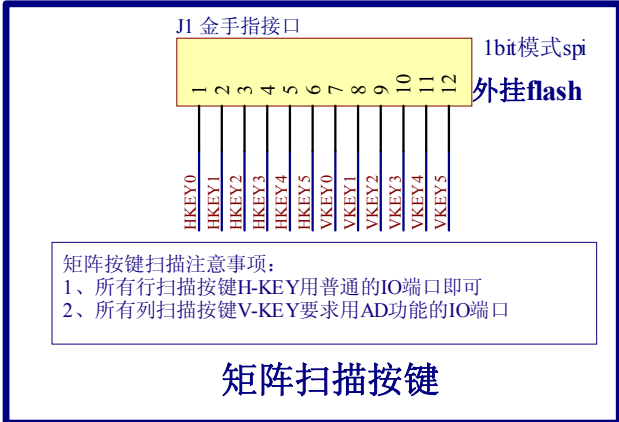 J1 金手指接口
1bit模式spi
外挂flash
1 2 3 4 5 6 7 8 9 10 11 12
HKEY0 HKEY1 HKEY2 HKEY3 HKEY4 HKEY5 VKEY0 VKEY1 VKEY2 VKEY3 VKEY4 VKEY5
矩阵按键扫描注意事项：
1、所有行扫描按键H-KEY用普通的IO端口即可
2、所有列扫描按键V-KEY要求用AD功能的IO端口
矩阵扫描按键